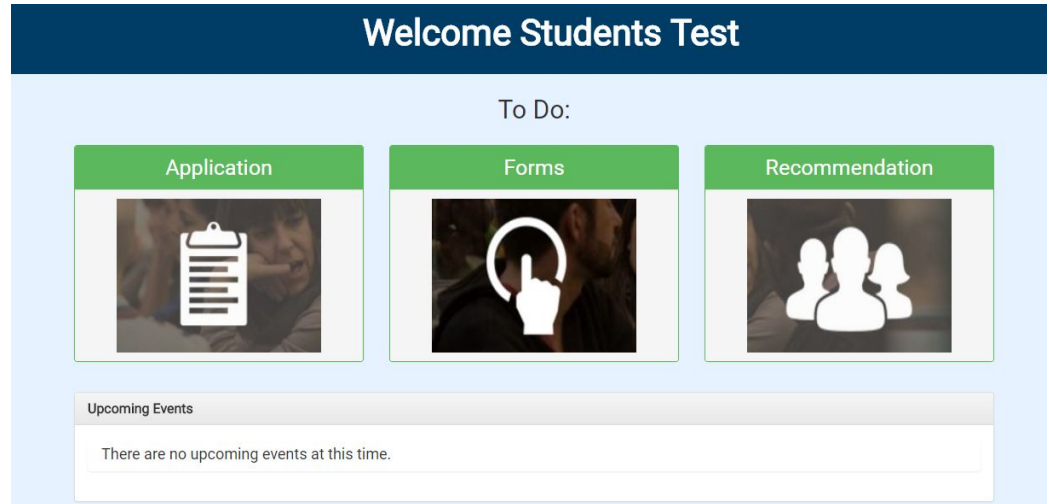 Welcome Students Test
To Do:
Application
Forms
Recommendation
Upcoming Events
There are no upcoming events at this time.